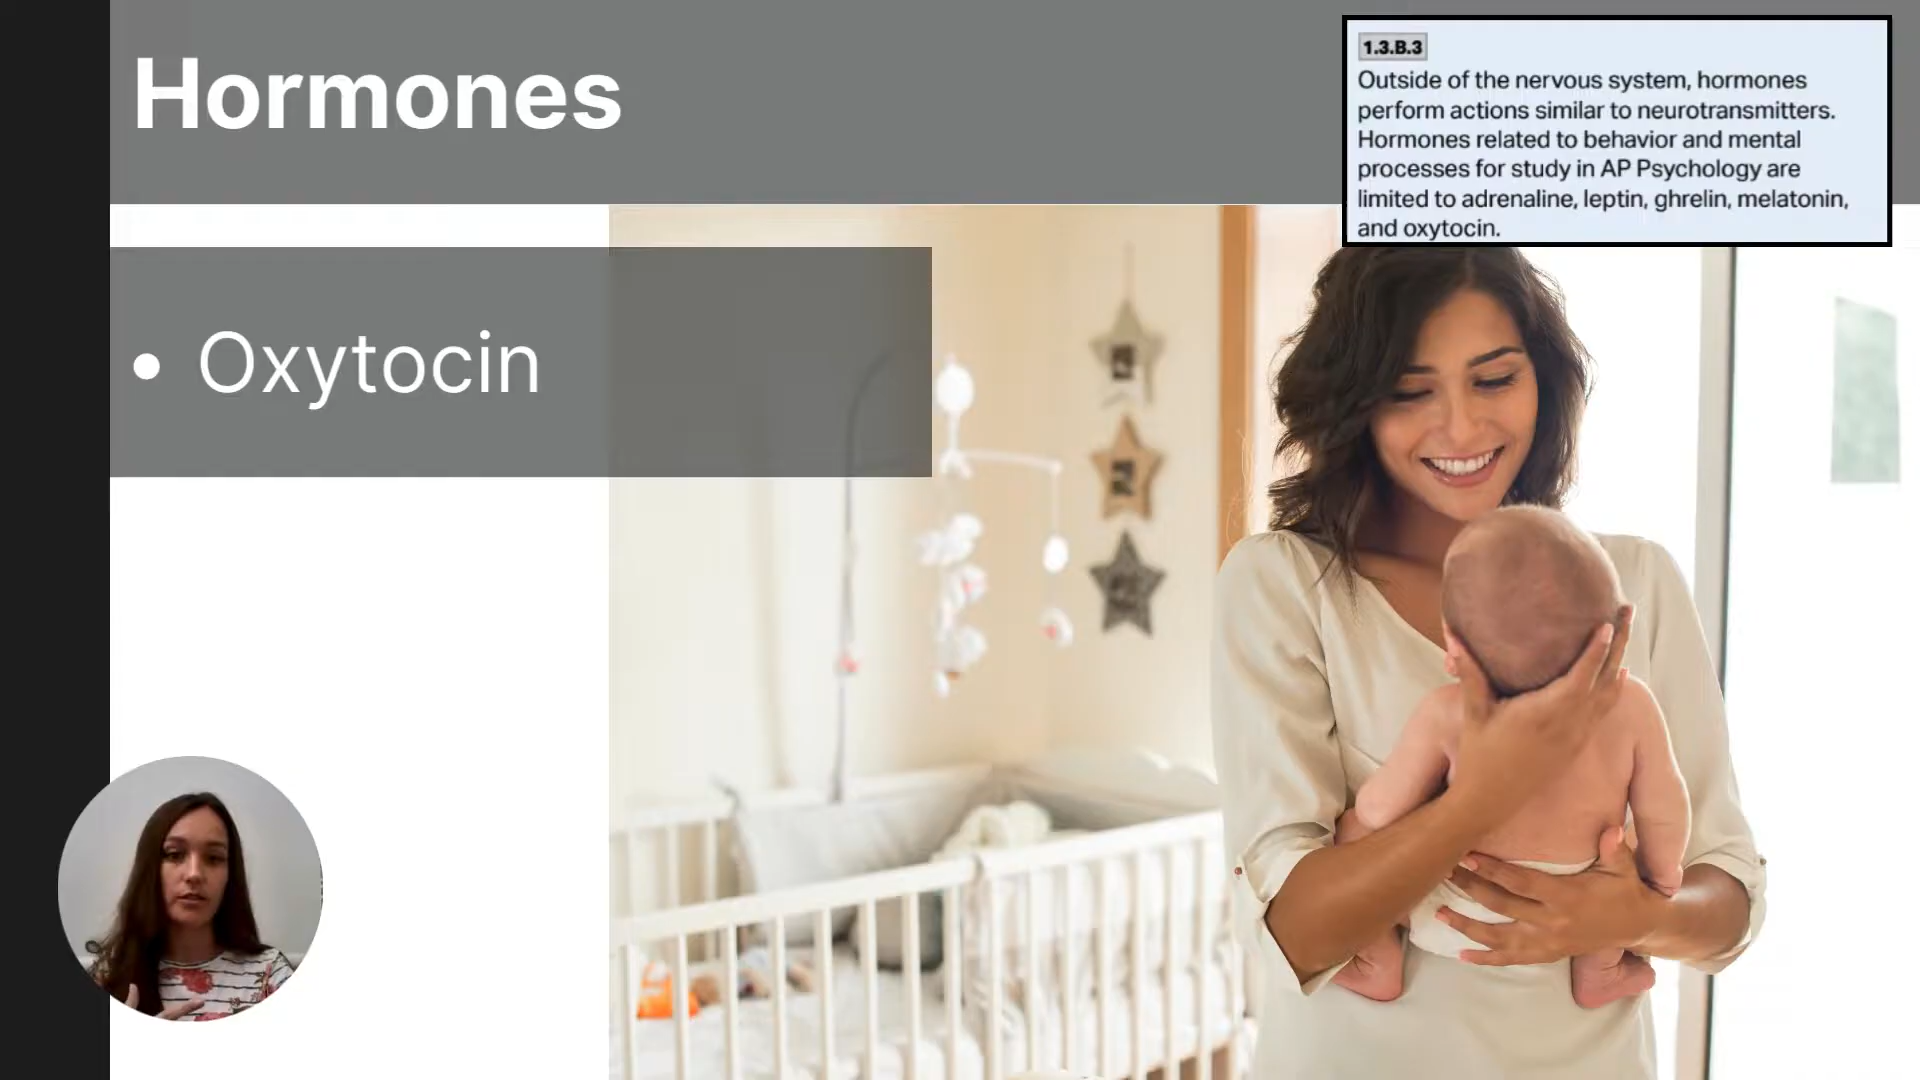 Hormones
1.3.B.3
Outside of the nervous system, hormones
perform actions similar to neurotransmitters.
Hormones related to behavior and mental
processes for study in AP Psychology are
limited to adrenaline, leptin, ghrelin, melatonin,
and oxytocin.
• Oxytocin